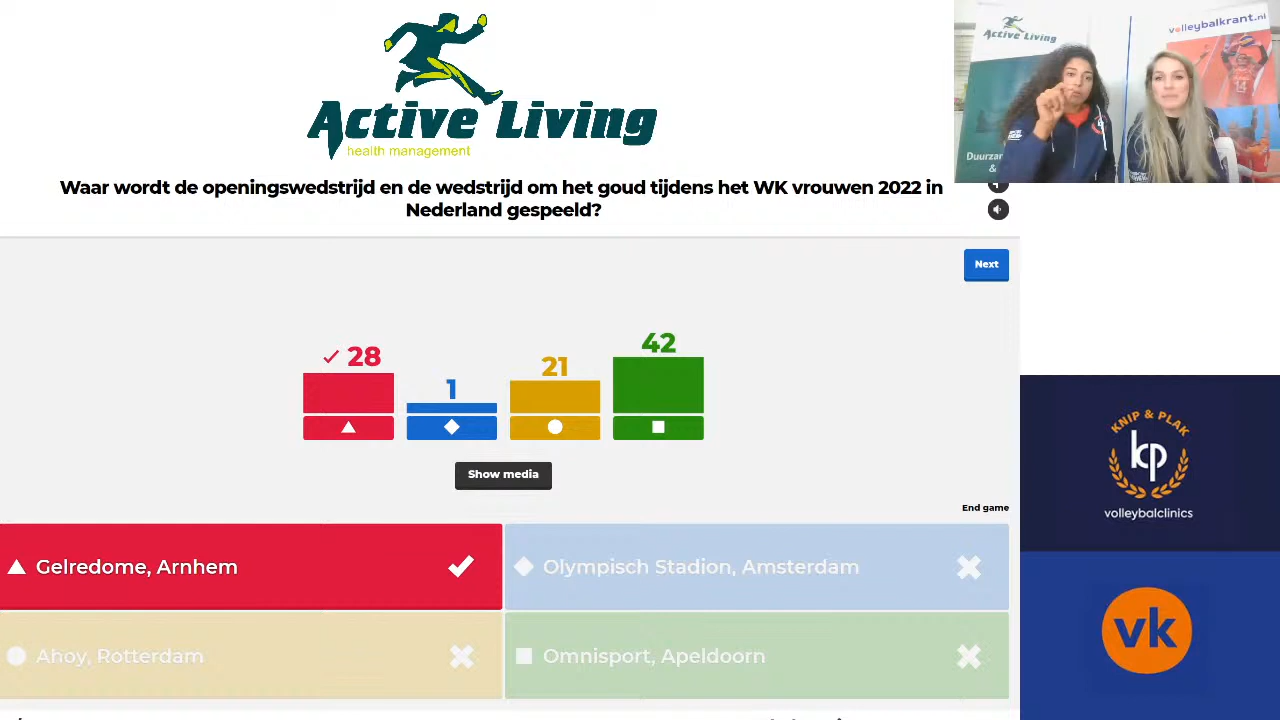 Active Living
health management
Active Living
volleybalkrant.nl
14
Duurza
&
Waar wordt de openingswedstrijd en de wedstrijd om het goud tijdens het WK vrouwen 2022 in
Nederland gespeeld?
Next
28
1
21
42
Show media
End game
Gelredome, Arnhem
Olympisch Stadion, Amsterdam
Ahoy, Rotterdam
Omnisport, Apeldoorn
KNIP & PLAK
kp
volleybalclinics
vk